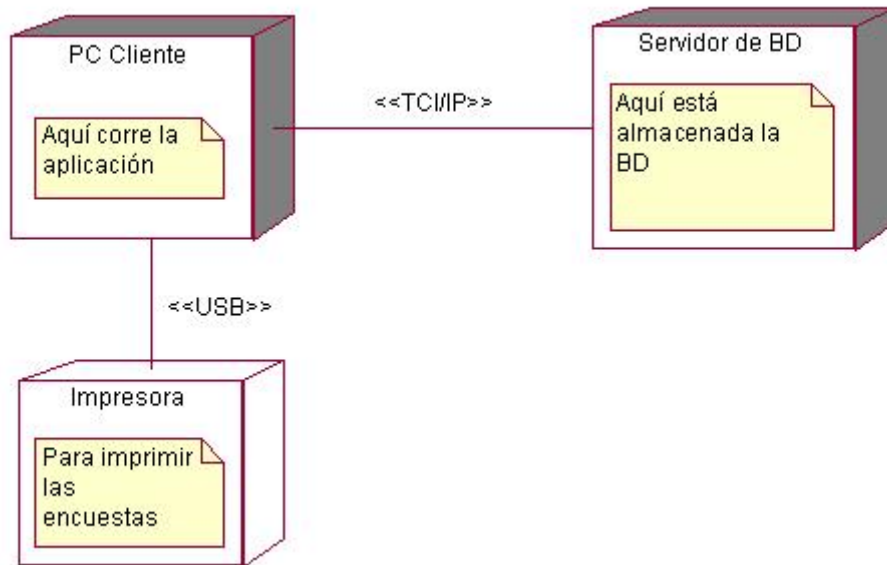 PC Cliente
Aquí corre la
aplicación
<<TCI/IP>>
Servidor de BD
Aquí está
almacenada la
BD
<<USB>>
Impresora
Para imprimir
las
encuestas